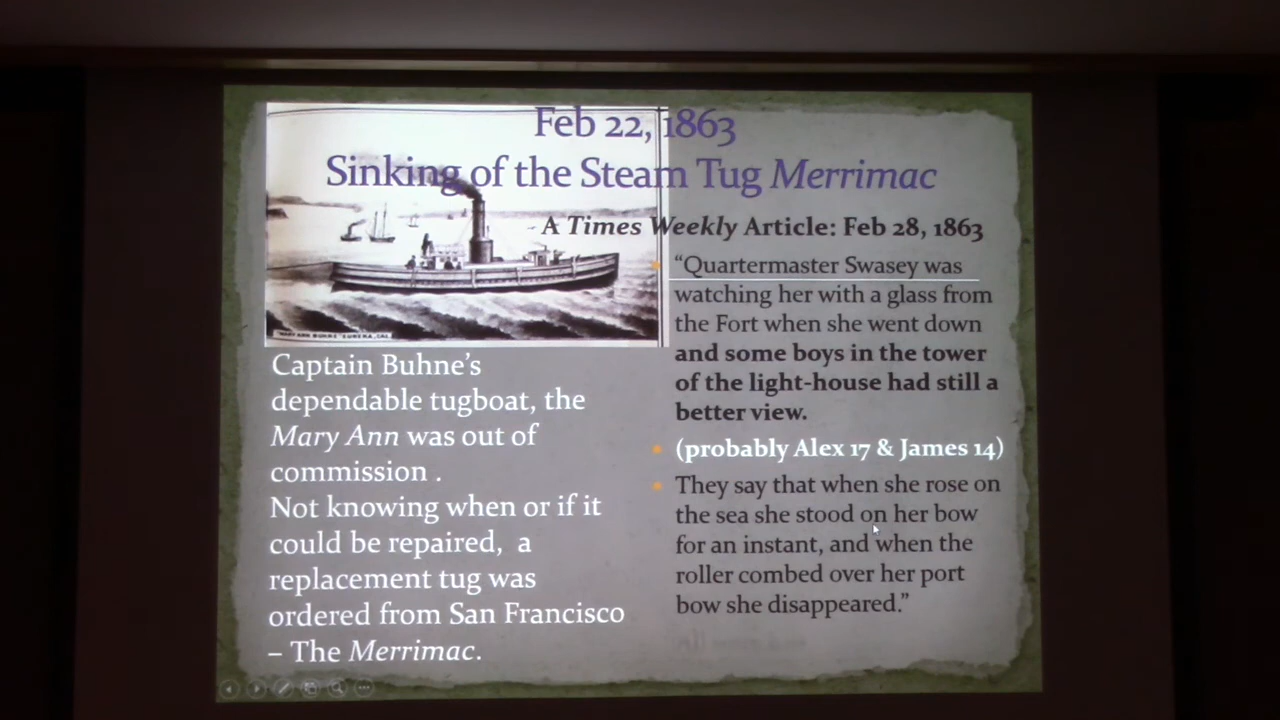 Feb 22, 1863
Sinking of the Steam Tug Merrimac
A Times Weekly Article: Feb 28, 1863
"MARY ANN BUHNE" EUREKA, CAL.
Captain Buhne's
dependable tugboat, the
Mary Ann was out of
commission .
Not knowing when or if it
could be repaired, a
replacement tug was
ordered from San Francisco
– The Merrimac.
"Quartermaster Swasey was
watching her with a glass from
the Fort when she went down
and some boys in the tower
of the light-house had still a
better view.
(probably Alex 17 & James 14)
They say that when she rose on
the sea she stood on her bow
for an instant, and when the
roller combed over her port
bow she disappeared."